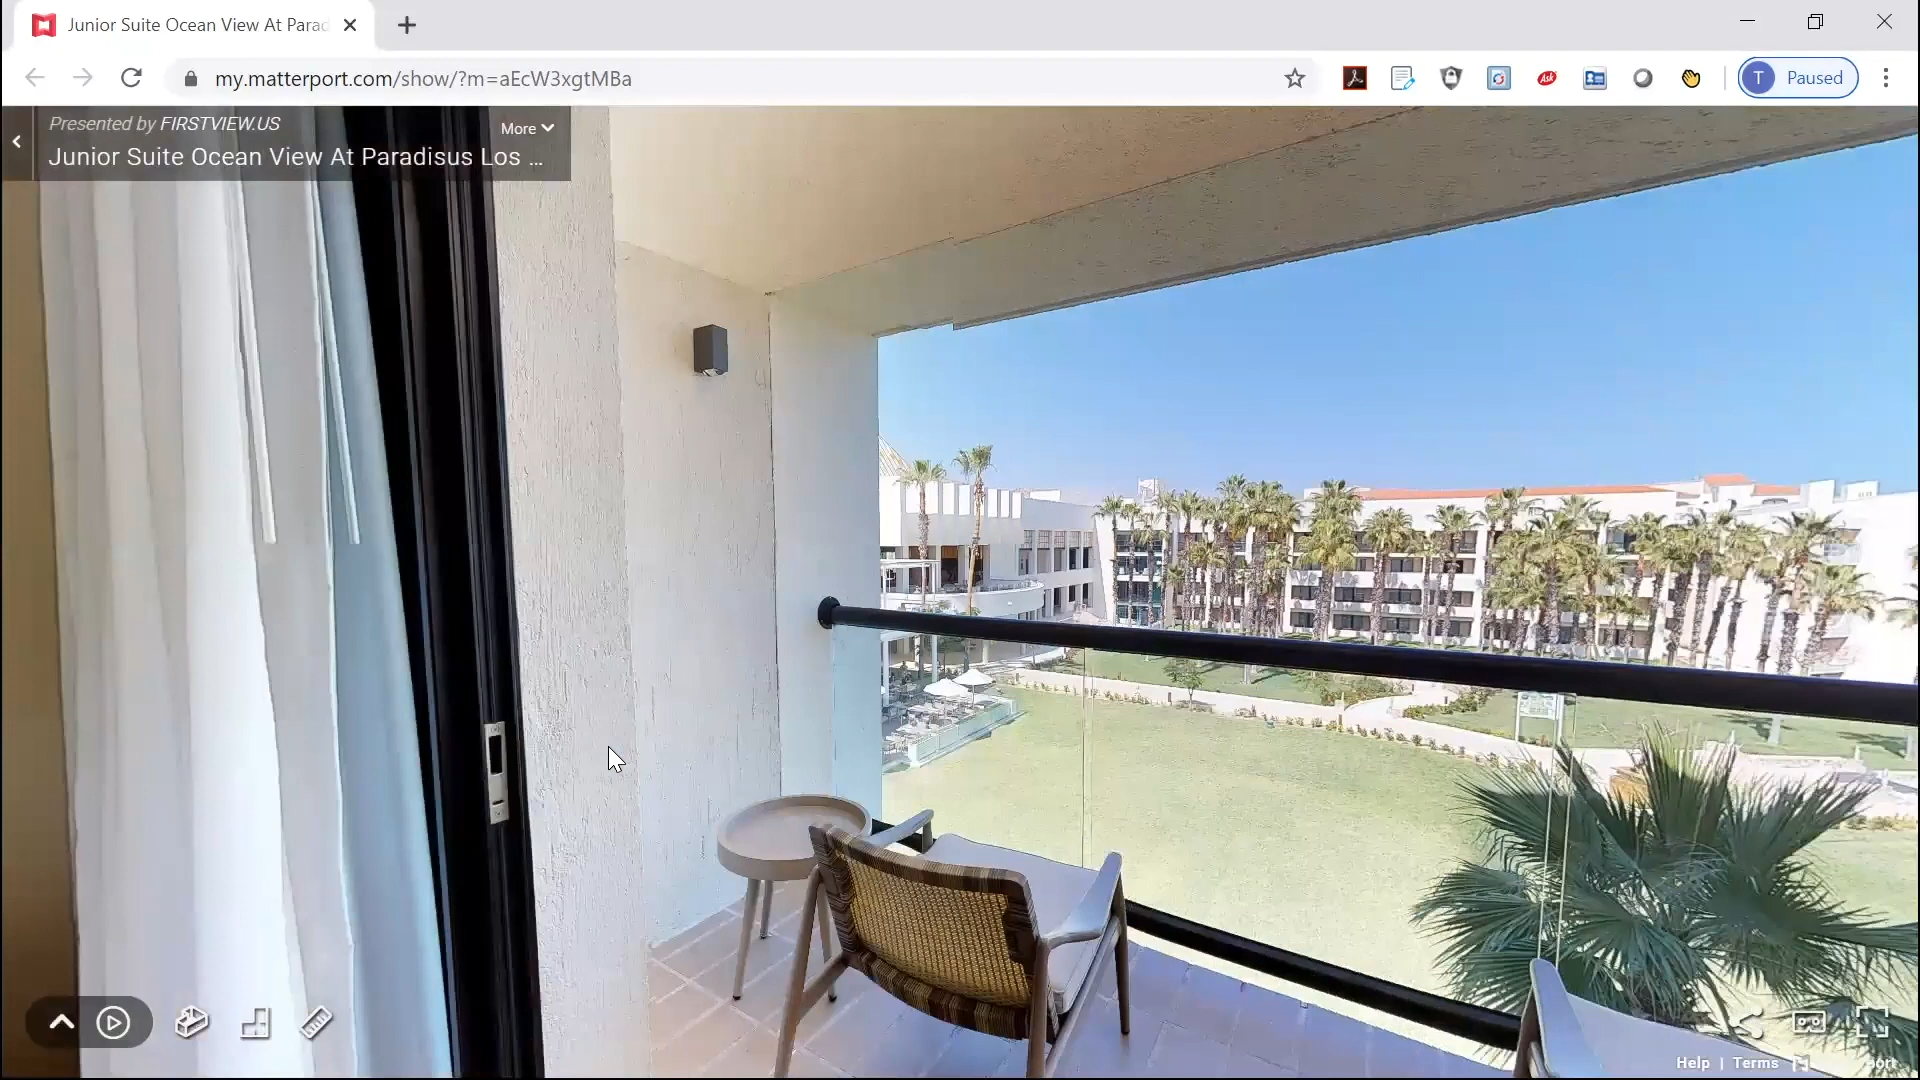 Junior Suite Ocean View At Parad
my.matterport.com/show/?m=aEcW3xgtMBa
Ask
T
Paused
Presented by FIRSTVIEW.US
More
Junior Suite Ocean View At Paradisus Los ...
Help | Terms